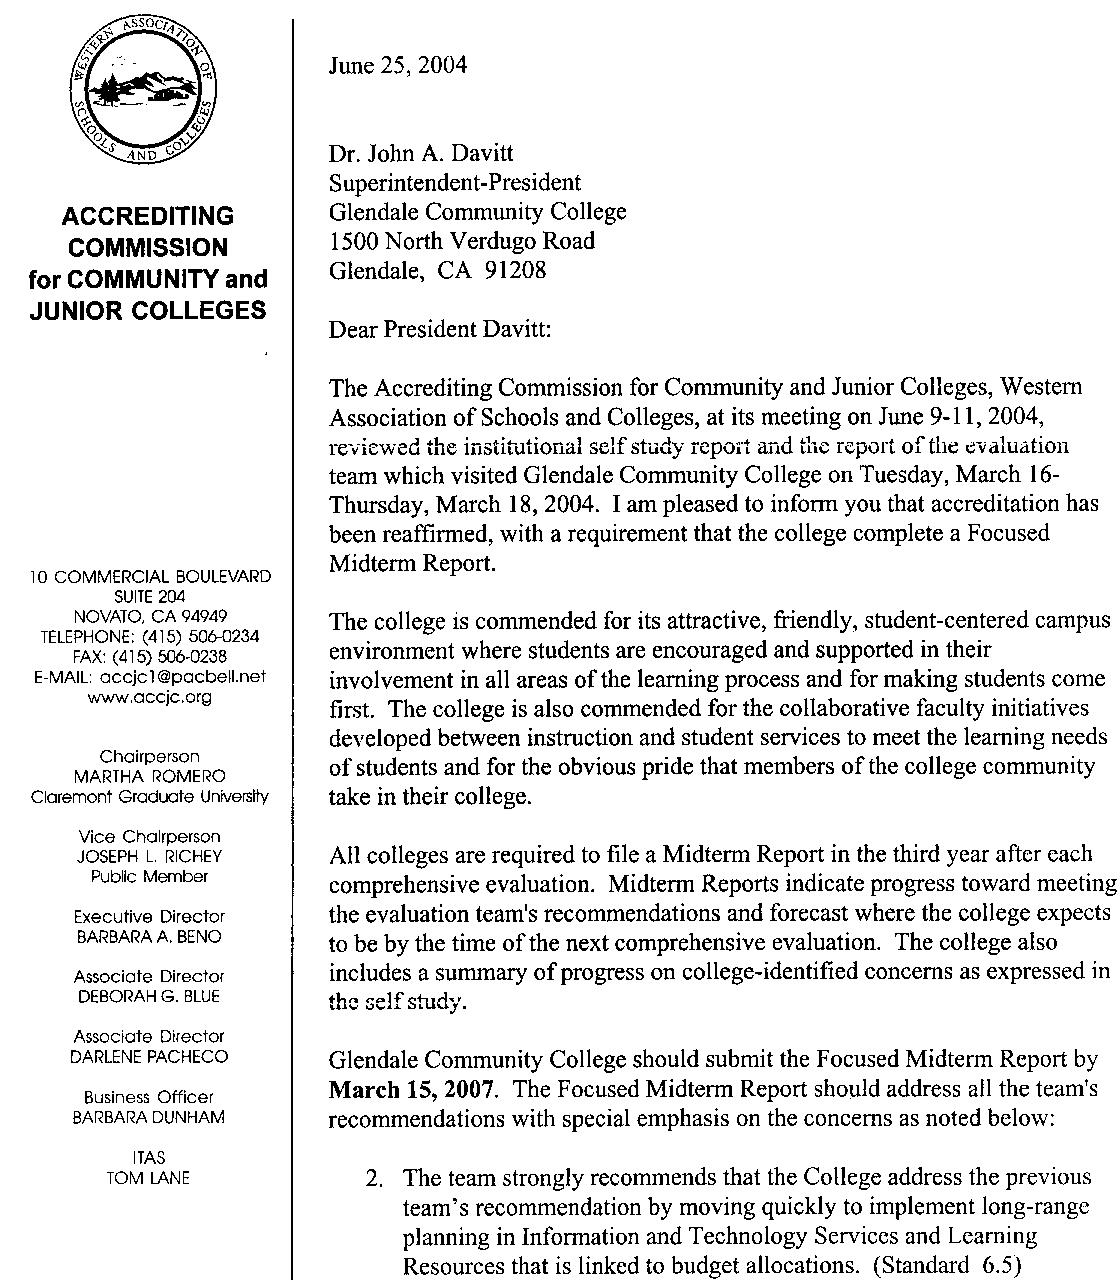 WESTERN ASSOCIATION OF
SCHOOLS AND COLLEGES
ACCREDITING
COMMISSION
for COMMUNITY and
JUNIOR COLLEGES
10 COMMERCIAL BOULEVARD
SUITE 204
NOVATO, CA 94949
TELEPHONE: (415) 506-0234
FAX: (415) 506-0238
E-MAIL: accjc1@pacbell.net
www.accjc.org
Chairperson
MARTHA ROMERO
Claremont Graduate University
Vice Chairperson
JOSEPH L. RICHEY
Public Member
Executive Director
BARBARA A. BENO
Associate Director
DEBORAH G. BLUE
Associate Director
DARLENE PACHECO
Business Officer
BARBARA DUNHAM
ITAS
TOM LANE
June 25, 2004
Dr. John A. Davitt
Superintendent-President
Glendale Community College
1500 North Verdugo Road
Glendale, CA 91208
Dear President Davitt:
The Accrediting Commission for Community and Junior Colleges, Western
Association of Schools and Colleges, at its meeting on June 9-11, 2004,
reviewed the institutional self study report and the report of the evaluation
team which visited Glendale Community College on Tuesday, March 16-
Thursday, March 18, 2004. I am pleased to inform you that accreditation has
been reaffirmed, with a requirement that the college complete a Focused
Midterm Report.
The college is commended for its attractive, friendly, student-centered campus
environment where students are encouraged and supported in their
involvement in all areas of the learning process and for making students come
first. The college is also commended for the collaborative faculty initiatives
developed between instruction and student services to meet the learning needs
of students and for the obvious pride that members of the college community
take in their college.
All colleges are required to file a Midterm Report in the third year after each
comprehensive evaluation. Midterm Reports indicate progress toward meeting
the evaluation team's recommendations and forecast where the college expects
to be by the time of the next comprehensive evaluation. The college also
includes a summary of progress on college-identified concerns as expressed in
the self study.
Glendale Community College should submit the Focused Midterm Report by
March 15, 2007. The Focused Midterm Report should address all the team's
recommendations with special emphasis on the concerns as noted below:
2. The team strongly recommends that the College address the previous
team's recommendation by moving quickly to implement long-range
planning in Information and Technology Services and Learning
Resources that is linked to budget allocations. (Standard 6.5)